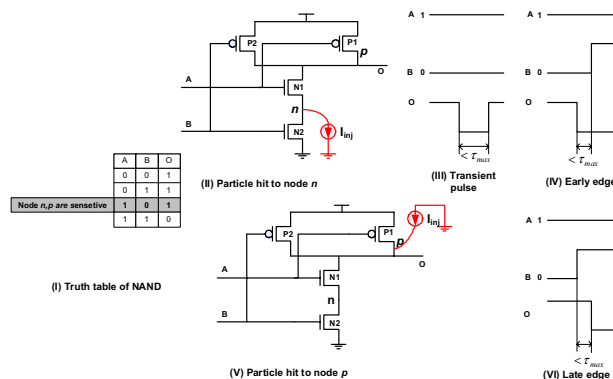 A 1
B 0
O
< τmax
(III) Transient
pulse
A 1
B 0
O
< τmax
(IV) Early edge
P2
P1
p
O
A
N1
n
B
N2
Iinj
(II) Particle hit to node n
A B O
0 0 1
0 1 1
Node n,p are sensetive 1 0 1
1 1 0
(I) Truth table of NAND
P2
P1
p
Iinj
O
A
N1
n
B
N2
(V) Particle hit to node p
A 1
B 0
O
< τmax
(VI) Late edge